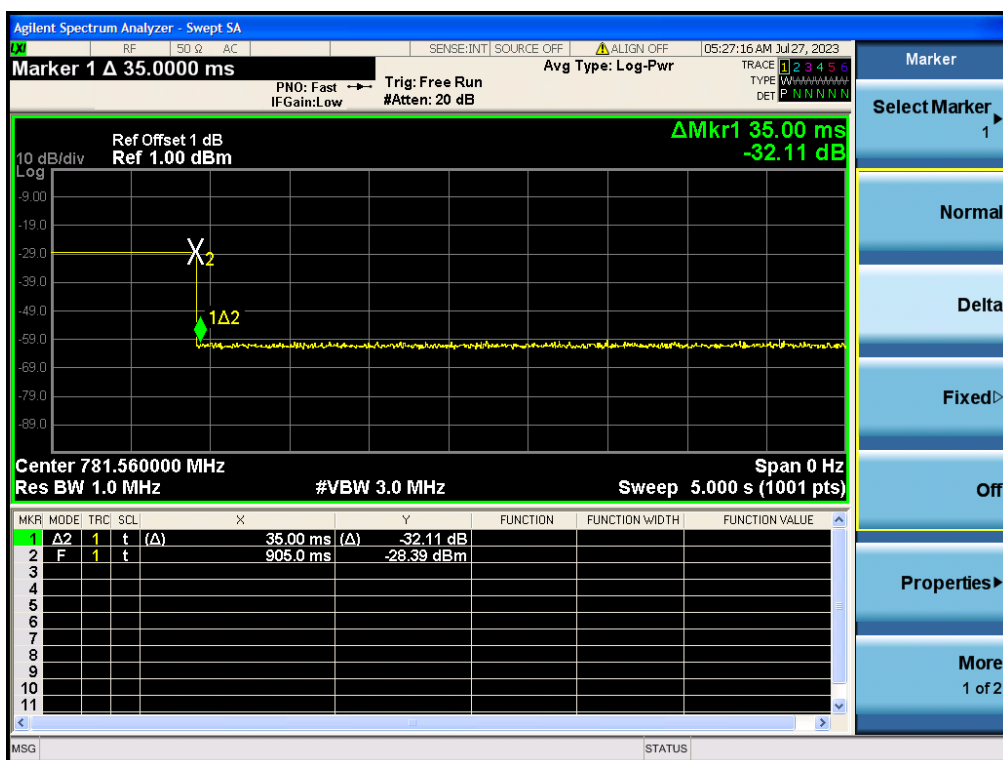 Agilent Spectrum Analyzer - Swept SA
LXI RF 50 Ω AC SENSE:INT SOURCE OFF ALIGN OFF 05:27:16 AM Jul 27, 2023
Marker 1 Δ 35.0000 ms
PNO: Fast
IFGain:Low
Trig: Free Run
#Atten: 20 dB
Avg Type: Log-Pwr
TRACE 1 2 3 4 5 6
TYPE W
DET P N N N N N
ΔMkr1 35.00 ms
-32.11 dB
Ref Offset 1 dB
10 dB/div Ref 1.00 dBm
Log
-9.00
-19.0
-29.0
2
-39.0
-49.0
1Δ2
-59.0
-69.0
-79.0
-89.0
Center 781.560000 MHz Span 0 Hz
Res BW 1.0 MHz #VBW 3.0 MHz Sweep 5.000 s (1001 pts)
MKR MODE TRC SCL X Y FUNCTION FUNCTION WIDTH FUNCTION VALUE
1 Δ2 1 t (Δ) 35.00 ms (Δ) -32.11 dB
2 F 1 t 905.0 ms -28.39 dBm
3
4
5
6
7
8
9
10
11
MSG STATUS
Marker
Select Marker
1
Normal
Delta
Fixed
Off
Properties
More
1 of 2